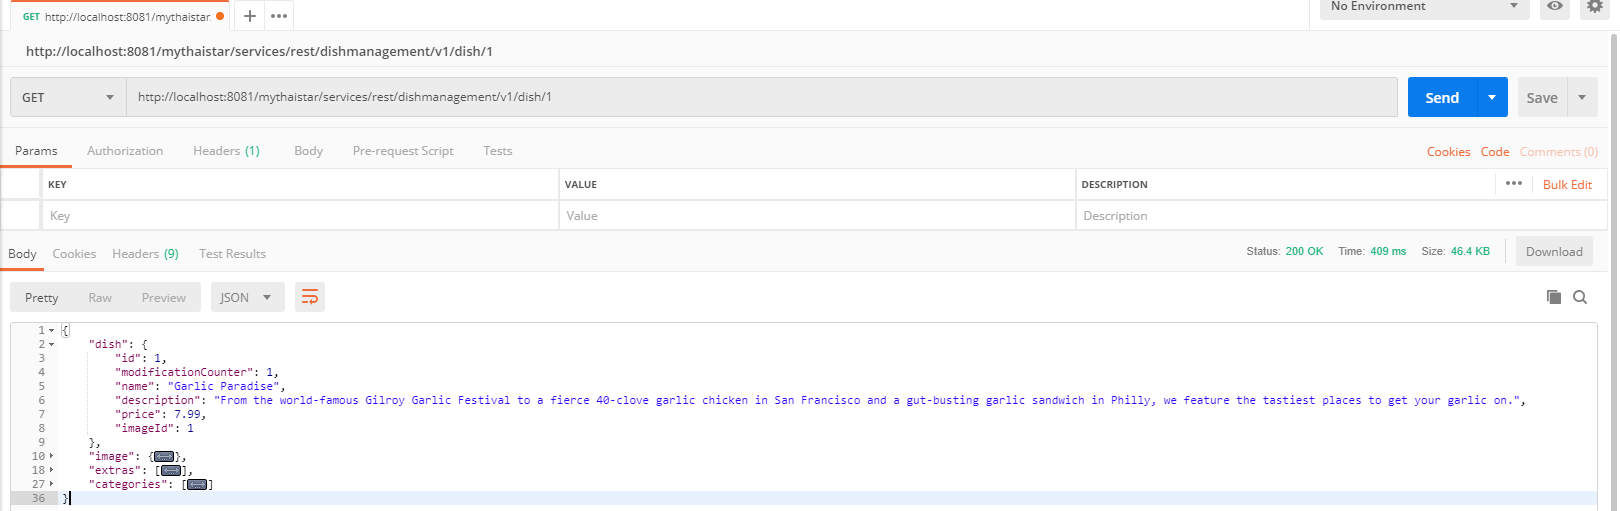 GET http://localhost:8081/mythaistar
No Environment
http://localhost:8081/mythaistar/services/rest/dishmanagement/v1/dish/1
GET http://localhost:8081/mythaistar/services/rest/dishmanagement/v1/dish/1 Send Save
Params Authorization Headers (1) Body Pre-request Script Tests Cookies Code Comments (0)
KEY VALUE DESCRIPTION ••• Bulk Edit
Key Value Description
Body Cookies Headers (9) Test Results Status: 200 OK Time: 409 ms Size: 46.4 KB Download
Pretty Raw Preview JSON
1 {
2 "dish": {
3 "id": 1,
4 "modificationCounter": 1,
5 "name": "Garlic Paradise",
6 "description": "From the world-famous Gilroy Garlic Festival to a fierce 40-clove garlic chicken in San Francisco and a gut-busting garlic sandwich in Philly, we feature the tastiest places to get your garlic on.",
7 "price": 7.99,
8 "imageId": 1
9 },
10 "image": {},
18 "extras": [],
27 "categories": []
36 }